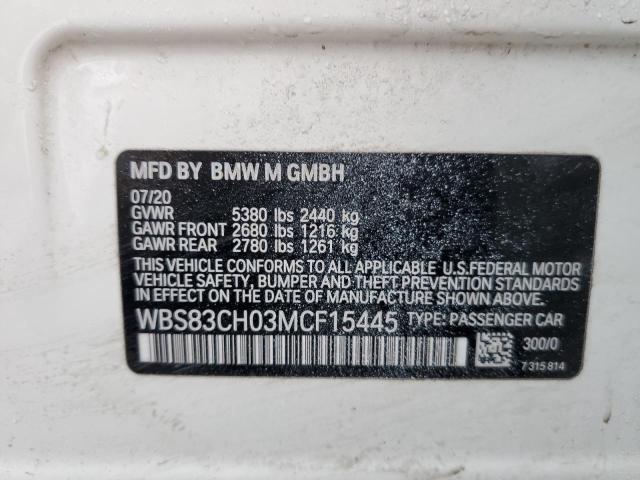 MFD BY BMW M GMBH
07/20
GVWR 5380 lbs 2440 kg
GAWR FRONT 2680 lbs 1216 kg
GAWR REAR 2780 lbs 1261 kg
THIS VEHICLE CONFORMS TO ALL APPLICABLE U.S. FEDERAL MOTOR
VEHICLE SAFETY, BUMPER AND THEFT PREVENTION STANDARDS
IN EFFECT ON THE DATE OF MANUFACTURE SHOWN ABOVE.
WBS83CH03MCF15445 TYPE: PASSENGER CAR
300/0
7 315 814